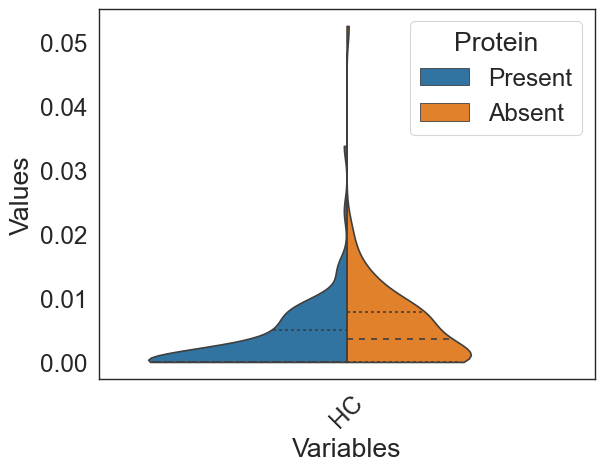 Protein
Present
Absent
0.05
0.04
0.03
0.02
0.01
0.00
Values
HC
Variables